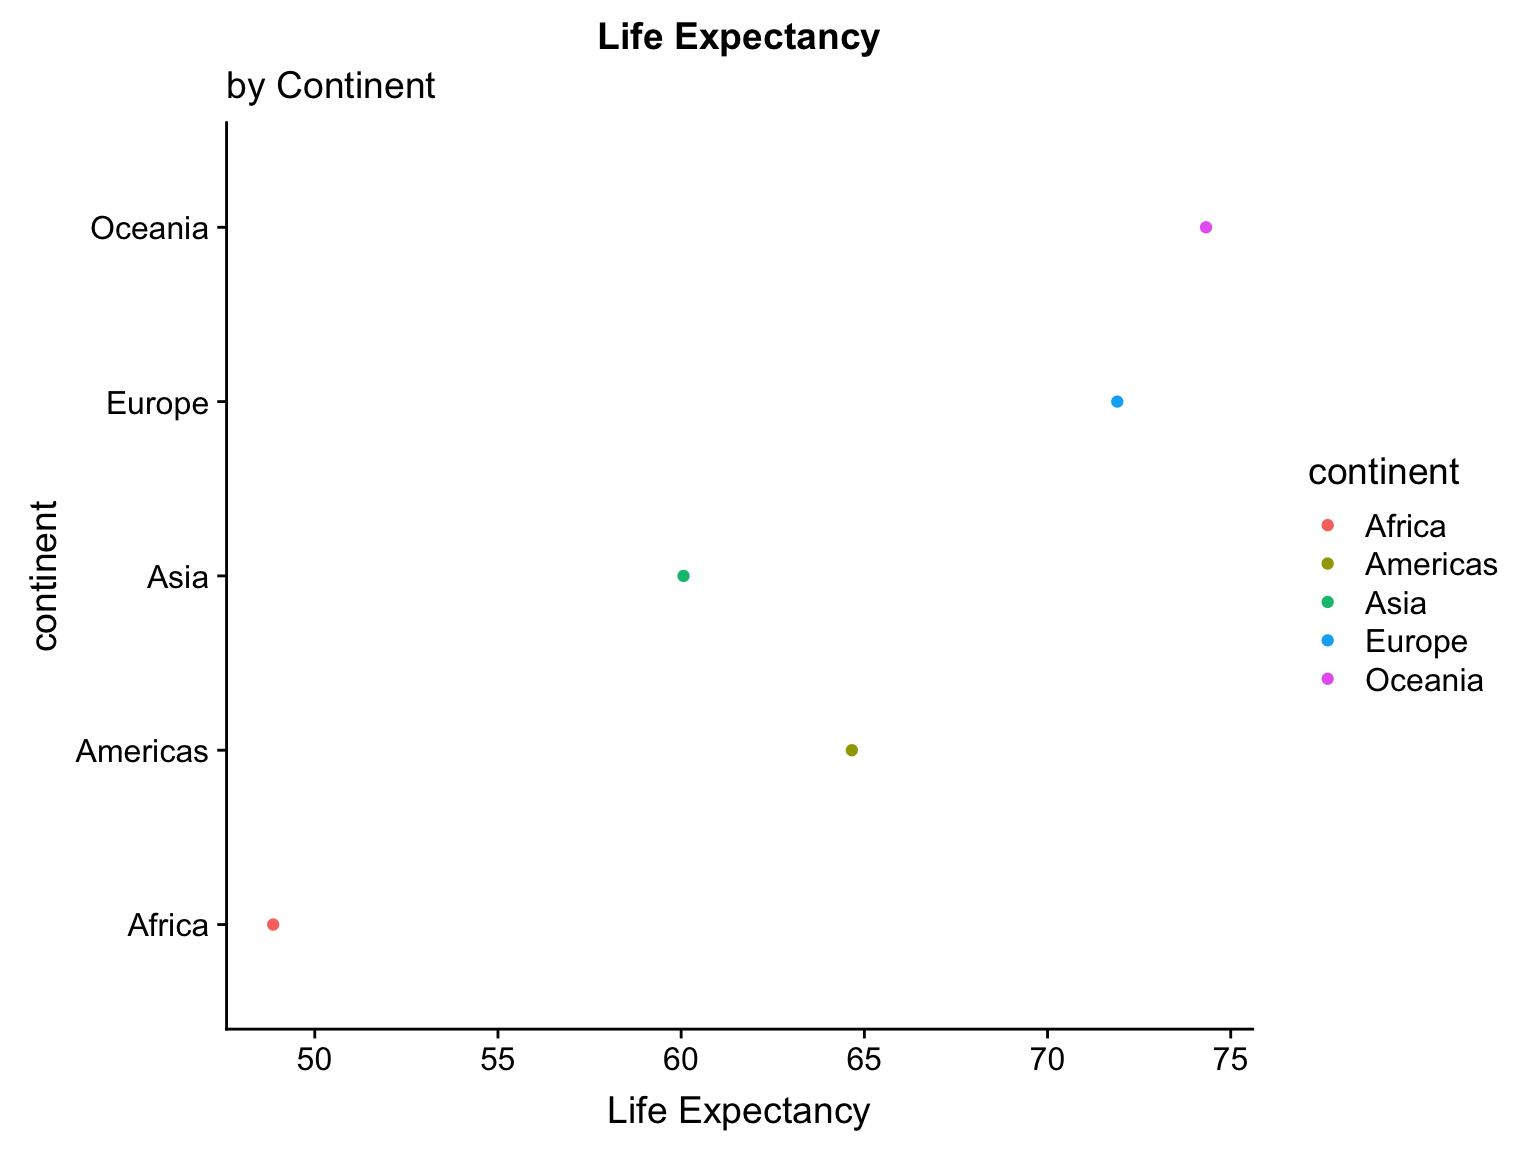 Life Expectancy
by Continent
Oceania
Europe
Asia
Americas
Africa
continent
50 55 60 65 70 75
Life Expectancy
continent
Africa
Americas
Asia
Europe
Oceania